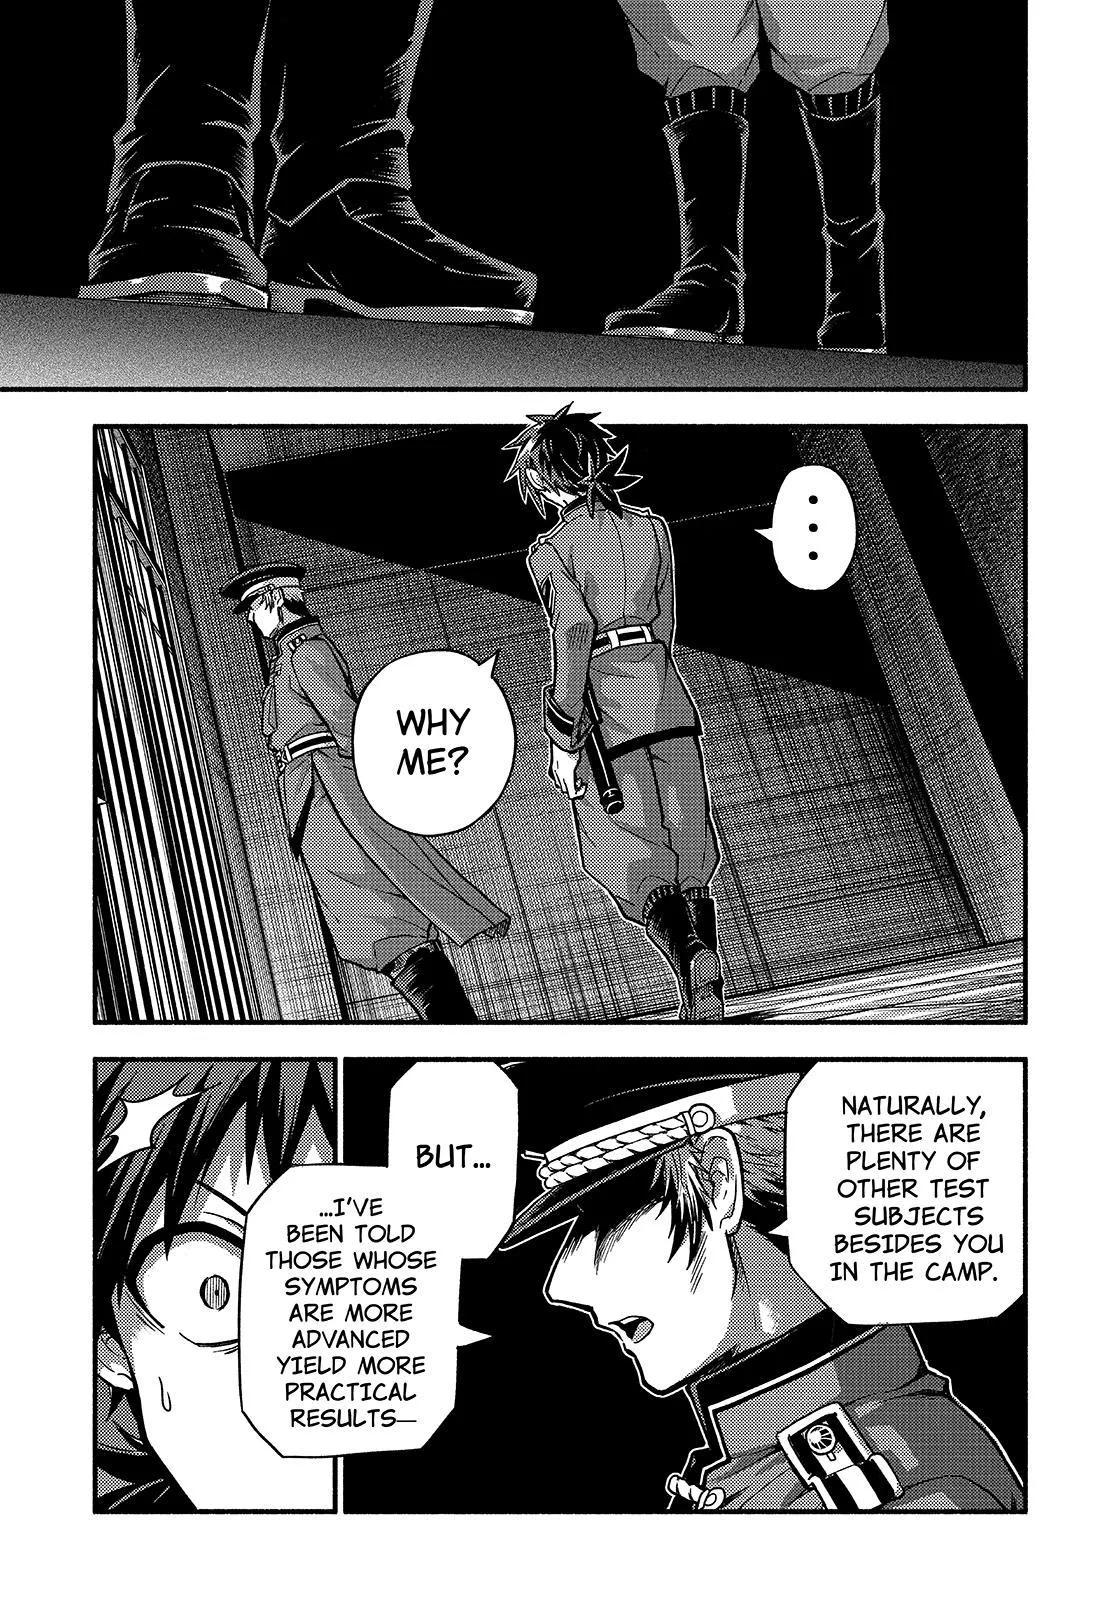 ...
WHY
ME?
NATURALLY,
THERE ARE
PLENTY OF
OTHER TEST
SUBJECTS
BESIDES YOU
IN THE CAMP.
BUT...
...I'VE
BEEN TOLD
THOSE WHOSE
SYMPTOMS
ARE MORE
ADVANCED
YIELD MORE
PRACTICAL
RESULTS—